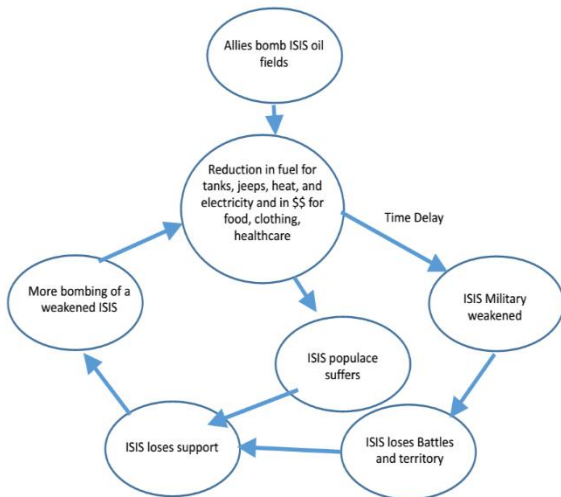 Allies bomb ISIS oil
fields
Reduction in fuel for
tanks, jeeps, heat, and
electricity and in $$ for
food, clothing,
healthcare
Time Delay
More bombing of a
weakened ISIS
ISIS Military
weakened
ISIS populace
suffers
ISIS loses support
ISIS loses Battles
and territory